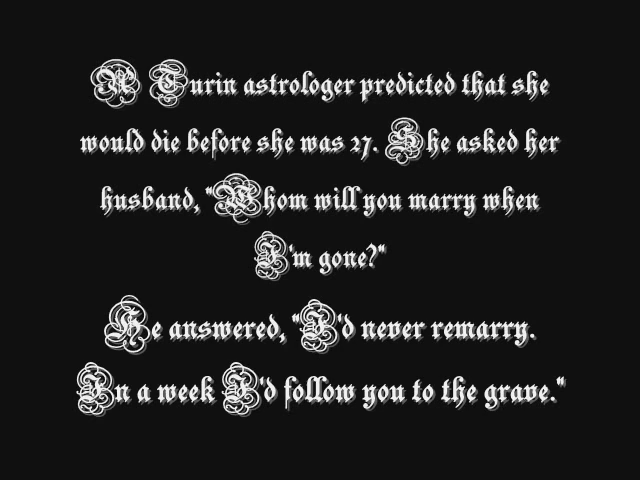 A Turin astrologer predicted that she
would die before she was 27. She asked her
husband, "Whom will you marry when
I'm gone?"
He answered, "I'd never remarry.
In a week I'd follow you to the grave."